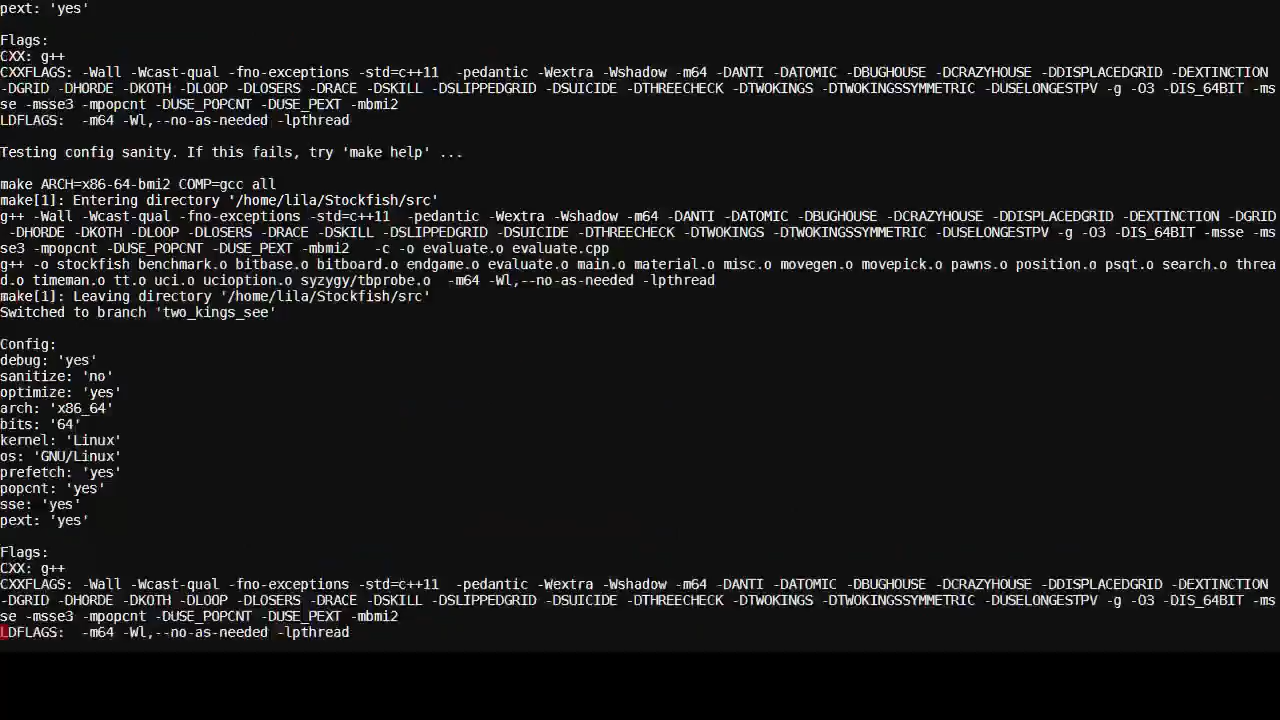 pext: 'yes'
Flags:
CXX: g++
CXXFLAGS: -Wall -Wcast-qual -fno-exceptions -std=c++11  -pedantic -Wextra -Wshadow -m64 -DANTI -DATOMIC -DBUGHOUSE -DCRAZYHOUSE -DDISPLACEDGRID -DEXTINCTION
-DGRID -DHORDE -DKOTH -DLOOP -DLOSERS -DRACE -DSKILL -DSLIPPEDGRID -DSUICIDE -DTHREECHECK -DTWOKINGS -DTWOKINGSSYMMETRIC -DUSELONGESTPV -g -O3 -DIS_64BIT -ms
se -msse3 -mpopcnt -DUSE_POPCNT -DUSE_PEXT -mbmi2
LDFLAGS:  -m64 -Wl,--no-as-needed -lpthread
Testing config sanity. If this fails, try 'make help' ...
make ARCH=x86-64-bmi2 COMP=gcc all
make[1]: Entering directory '/home/lila/Stockfish/src'
g++ -Wall -Wcast-qual -fno-exceptions -std=c++11  -pedantic -Wextra -Wshadow -m64 -DANTI -DATOMIC -DBUGHOUSE -DCRAZYHOUSE -DDISPLACEDGRID -DEXTINCTION -DGRID
 -DHORDE -DKOTH -DLOOP -DLOSERS -DRACE -DSKILL -DSLIPPEDGRID -DSUICIDE -DTHREECHECK -DTWOKINGS -DTWOKINGSSYMMETRIC -DUSELONGESTPV -g -O3 -DIS_64BIT -msse -ms
se3 -mpopcnt -DUSE_POPCNT -DUSE_PEXT -mbmi2   -c -o evaluate.o evaluate.cpp
g++ -o stockfish benchmark.o bitbase.o bitboard.o endgame.o evaluate.o main.o material.o misc.o movegen.o movepick.o pawns.o position.o psqt.o search.o threa
d.o timeman.o tt.o uci.o ucioption.o syzygy/tbprobe.o  -m64 -Wl,--no-as-needed -lpthread
make[1]: Leaving directory '/home/lila/Stockfish/src'
Switched to branch 'two_kings_see'
Config:
debug: 'yes'
sanitize: 'no'
optimize: 'yes'
arch: 'x86_64'
bits: '64'
kernel: 'Linux'
os: 'GNU/Linux'
prefetch: 'yes'
popcnt: 'yes'
sse: 'yes'
pext: 'yes'
Flags:
CXX: g++
CXXFLAGS: -Wall -Wcast-qual -fno-exceptions -std=c++11  -pedantic -Wextra -Wshadow -m64 -DANTI -DATOMIC -DBUGHOUSE -DCRAZYHOUSE -DDISPLACEDGRID -DEXTINCTION
-DGRID -DHORDE -DKOTH -DLOOP -DLOSERS -DRACE -DSKILL -DSLIPPEDGRID -DSUICIDE -DTHREECHECK -DTWOKINGS -DTWOKINGSSYMMETRIC -DUSELONGESTPV -g -O3 -DIS_64BIT -ms
se -msse3 -mpopcnt -DUSE_POPCNT -DUSE_PEXT -mbmi2
LDFLAGS:  -m64 -Wl,--no-as-needed -lpthread